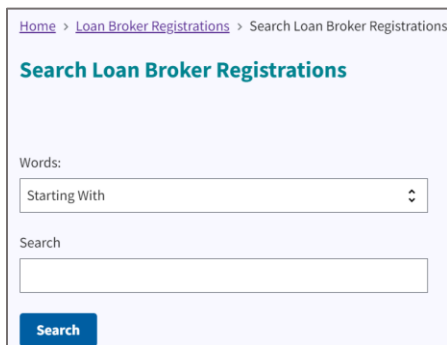 Home > Loan Broker Registrations > Search Loan Broker Registrations
Search Loan Broker Registrations
Words:
Starting With
Search
Search